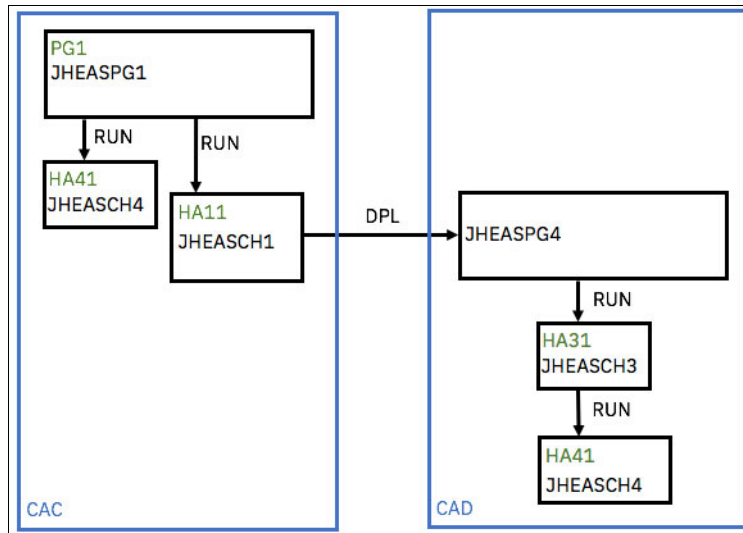 PG1
JHEASPG1
RUN
RUN
HA41
JHEASCH4
HA11
JHEASCH1
DPL
JHEASPG4
RUN
HA31
JHEASCH3
RUN
HA41
JHEASCH4
CAC
CAD